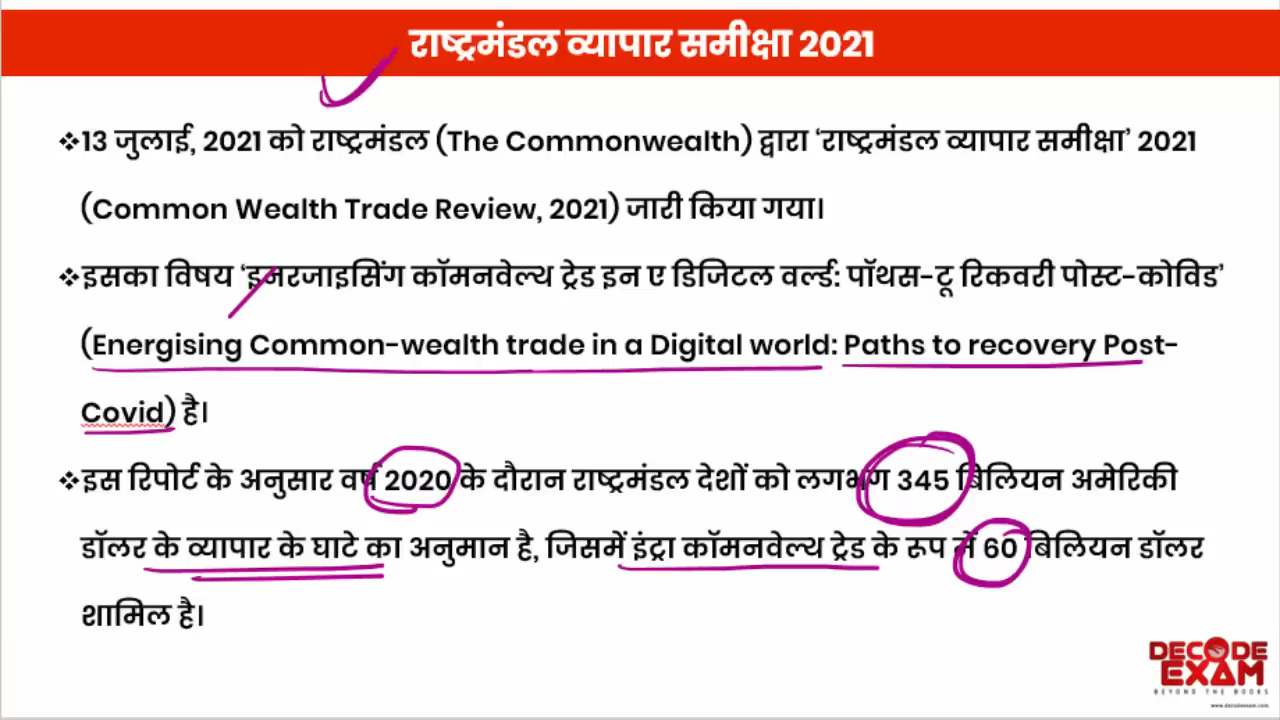 राष्ट्रमंडल व्यापार समीक्षा 2021
❖13 जुलाई, 2021 को राष्ट्रमंडल (The Commonwealth) द्वारा ‘राष्ट्रमंडल व्यापार समीक्षा’ 2021
(Common Wealth Trade Review, 2021) जारी किया गया।
❖इसका विषय ‘इनरजाइसिंग कॉमनवेल्थ ट्रेड इन ए डिजिटल वर्ल्ड: पॉथस-टू रिकवरी पोस्ट-कोविड’
(Energising Common-wealth trade in a Digital world: Paths to recovery Post-
Covid) है।
❖इस रिपोर्ट के अनुसार वर्ष 2020 के दौरान राष्ट्रमंडल देशों को लगभग 345 बिलियन अमेरिकी
डॉलर के व्यापार के घाटे का अनुमान है, जिसमें इंट्रा कॉमनवेल्थ ट्रेड के रूप में 60 बिलियन डॉलर
शामिल है।
DECODE
EXAM
BEYOND THE BOOKS
www.decodeexam.com